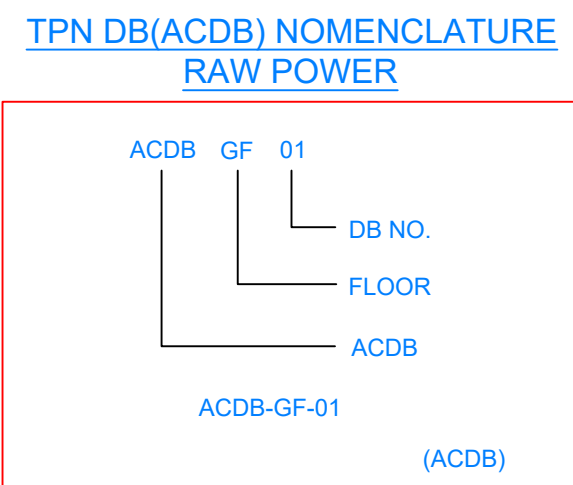 TPN DB(ACDB) NOMENCLATURE
RAW POWER
ACDB GF 01
DB NO.
FLOOR
ACDB
ACDB-GF-01
(ACDB)